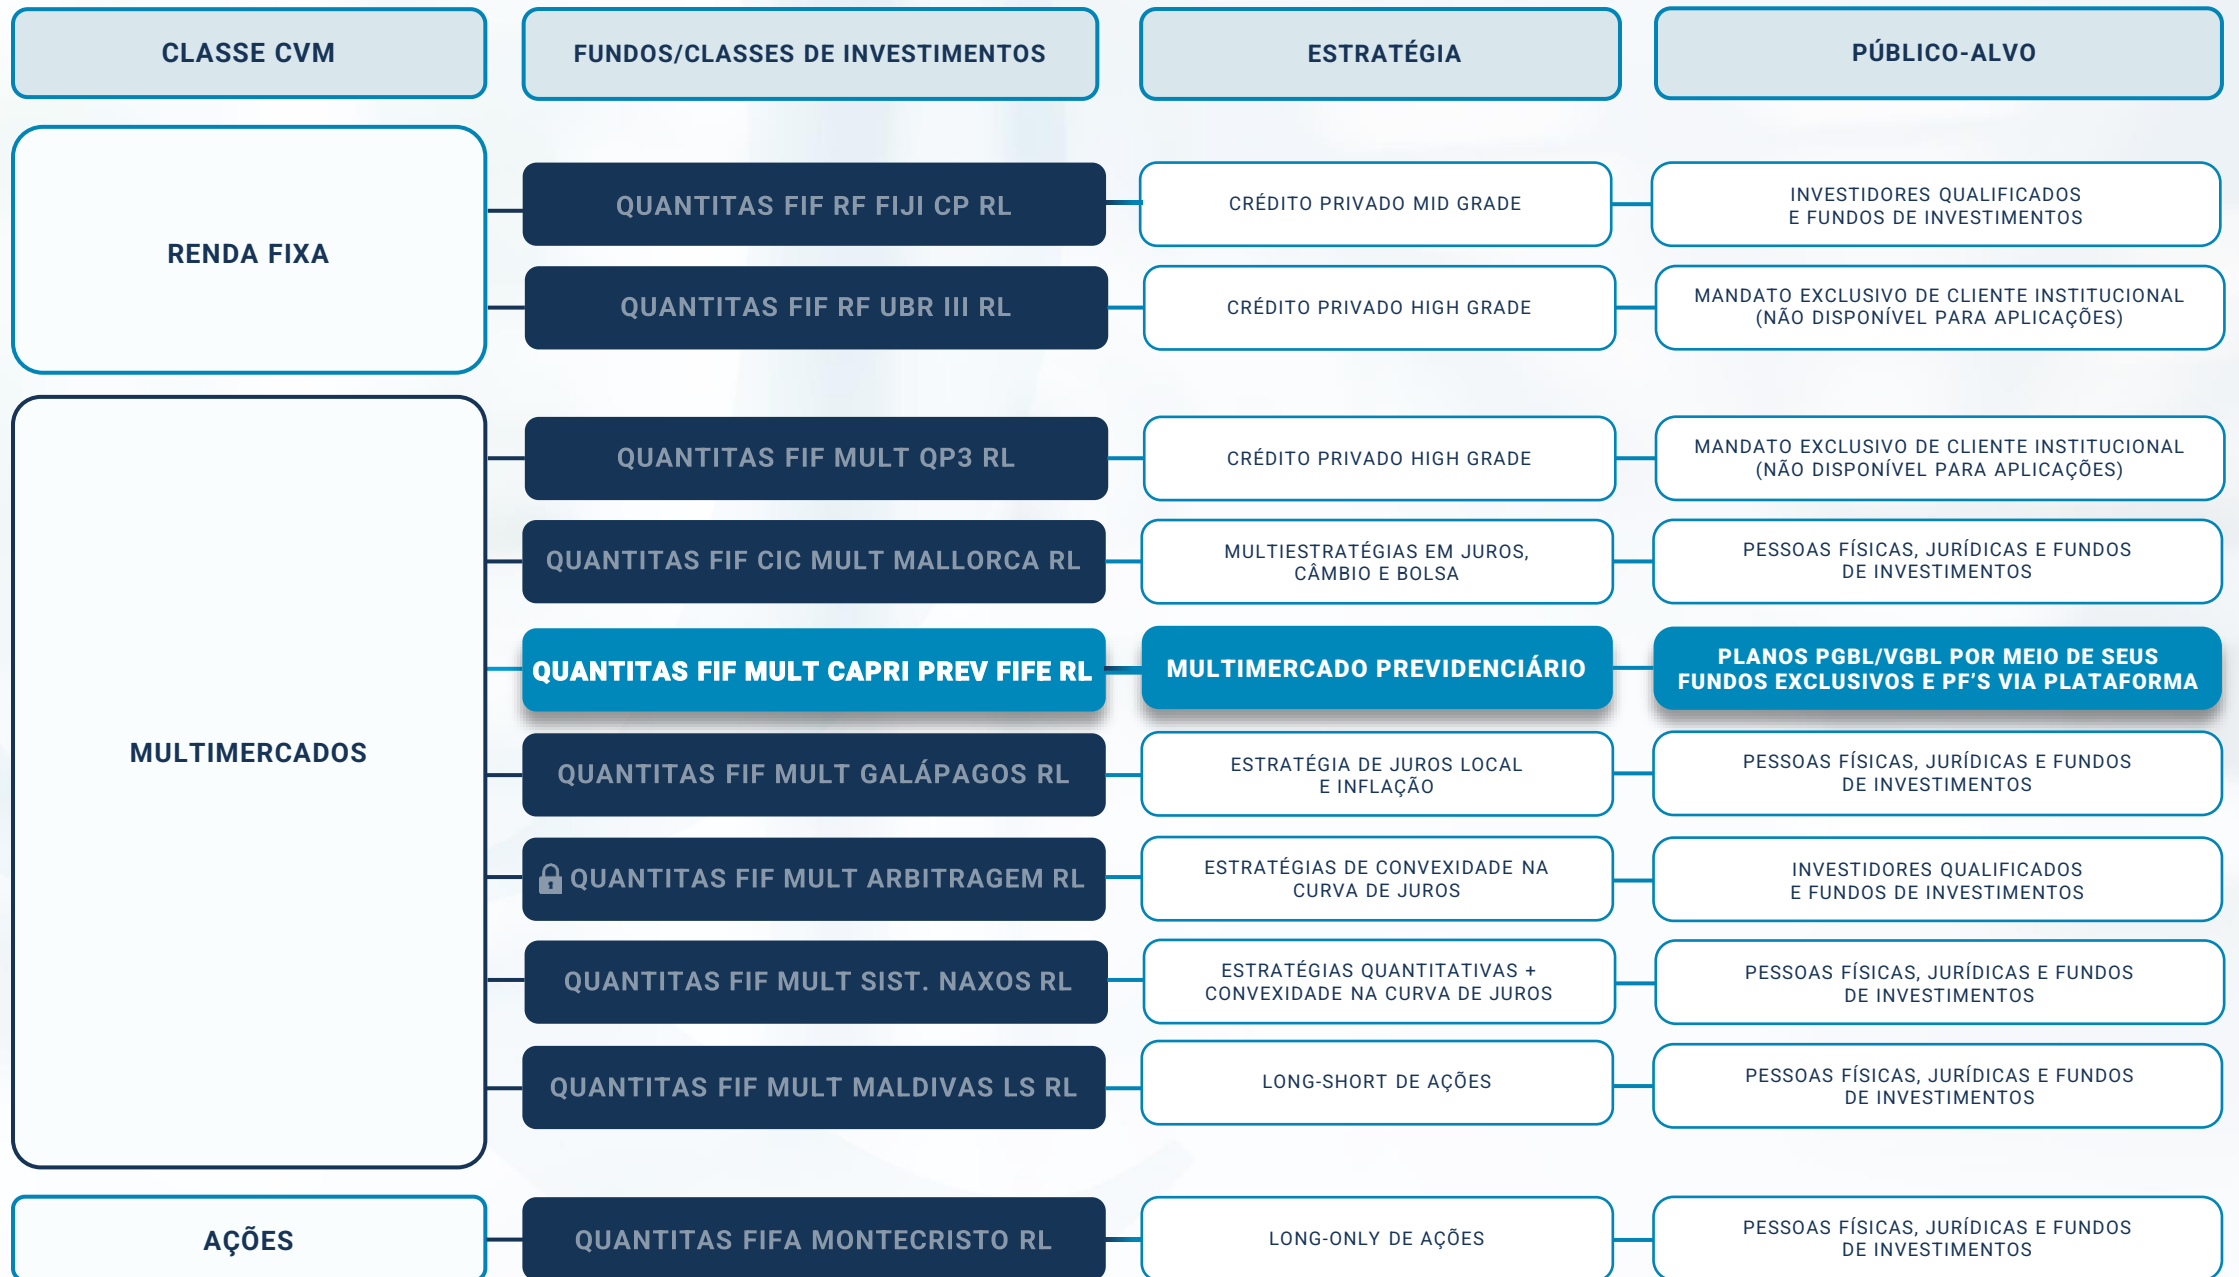 CLASSE CVM
FUNDOS/CLASSES DE INVESTIMENTOS
ESTRATÉGIA
PÚBLICO-ALVO
RENDA FIXA
QUANTITAS FIF RF FIJI CP RL
CRÉDITO PRIVADO MID GRADE
INVESTIDORES QUALIFICADOS
E FUNDOS DE INVESTIMENTOS
QUANTITAS FIF RF UBR III RL
CRÉDITO PRIVADO HIGH GRADE
MANDATO EXCLUSIVO DE CLIENTE INSTITUCIONAL
(NÃO DISPONÍVEL PARA APLICAÇÕES)
MULTIMERCADOS
QUANTITAS FIF MULT QP3 RL
CRÉDITO PRIVADO HIGH GRADE
MANDATO EXCLUSIVO DE CLIENTE INSTITUCIONAL
(NÃO DISPONÍVEL PARA APLICAÇÕES)
QUANTITAS FIF CIC MULT MALLORCA RL
MULTIESTRATÉGIAS EM JUROS,
CÂMBIO E BOLSA
PESSOAS FÍSICAS, JURÍDICAS E FUNDOS
DE INVESTIMENTOS
QUANTITAS FIF MULT CAPRI PREV FIFE RL
MULTIMERCADO PREVIDENCIÁRIO
PLANOS PGBL/VGBL POR MEIO DE SEUS
FUNDOS EXCLUSIVOS E PF'S VIA PLATAFORMA
QUANTITAS FIF MULT GALÁPAGOS RL
ESTRATÉGIA DE JUROS LOCAL
E INFLAÇÃO
PESSOAS FÍSICAS, JURÍDICAS E FUNDOS
DE INVESTIMENTOS
QUANTITAS FIF MULT ARBITRAGEM RL
ESTRATÉGIAS DE CONVEXIDADE NA
CURVA DE JUROS
INVESTIDORES QUALIFICADOS
E FUNDOS DE INVESTIMENTOS
QUANTITAS FIF MULT SIST. NAXOS RL
ESTRATÉGIAS QUANTITATIVAS +
CONVEXIDADE NA CURVA DE JUROS
PESSOAS FÍSICAS, JURÍDICAS E FUNDOS
DE INVESTIMENTOS
QUANTITAS FIF MULT MALDIVAS LS RL
LONG-SHORT DE AÇÕES
PESSOAS FÍSICAS, JURÍDICAS E FUNDOS
DE INVESTIMENTOS
AÇÕES
QUANTITAS FIFA MONTECRISTO RL
LONG-ONLY DE AÇÕES
PESSOAS FÍSICAS, JURÍDICAS E FUNDOS
DE INVESTIMENTOS